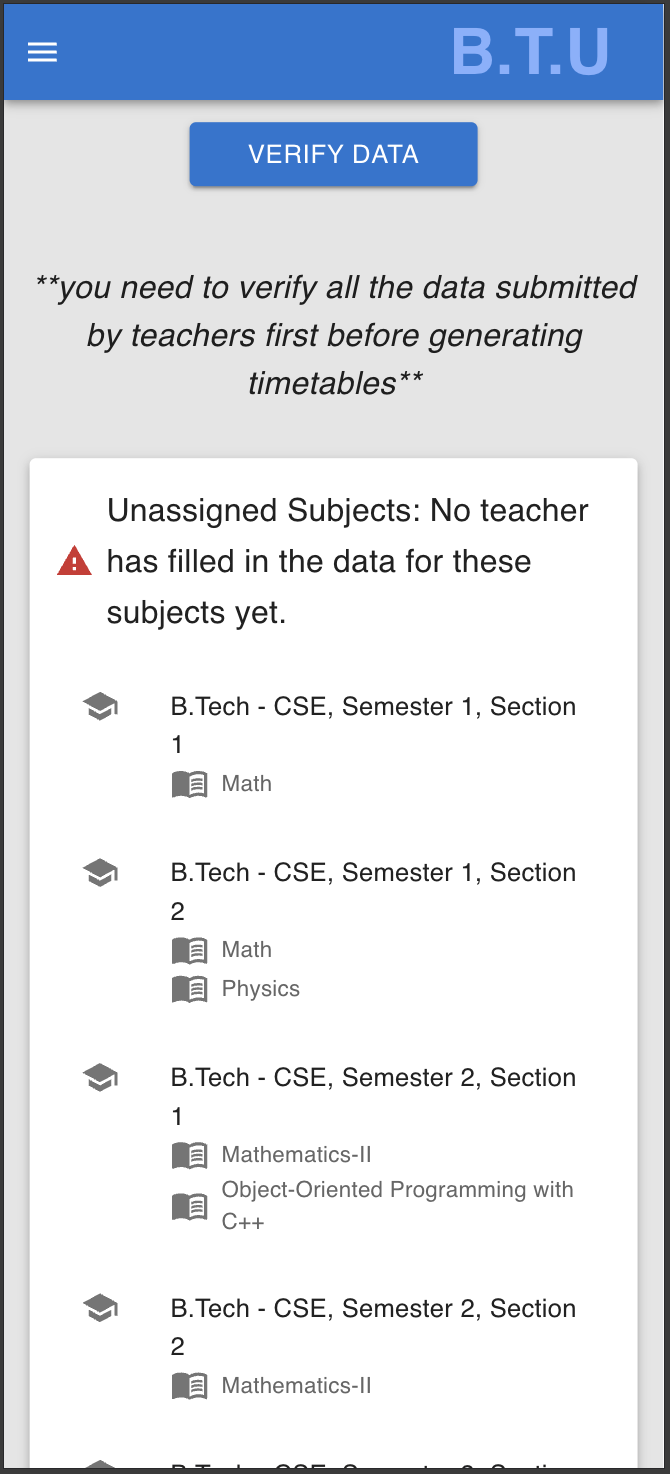 B.T.U
VERIFY DATA
**you need to verify all the data submitted
by teachers first before generating
timetables**
Unassigned Subjects: No teacher
has filled in the data for these
subjects yet.
B.Tech - CSE, Semester 1, Section
1
Math
B.Tech - CSE, Semester 1, Section
2
Math
Physics
B.Tech - CSE, Semester 2, Section
1
Mathematics-II
Object-Oriented Programming with
C++
B.Tech - CSE, Semester 2, Section
2
Mathematics-II